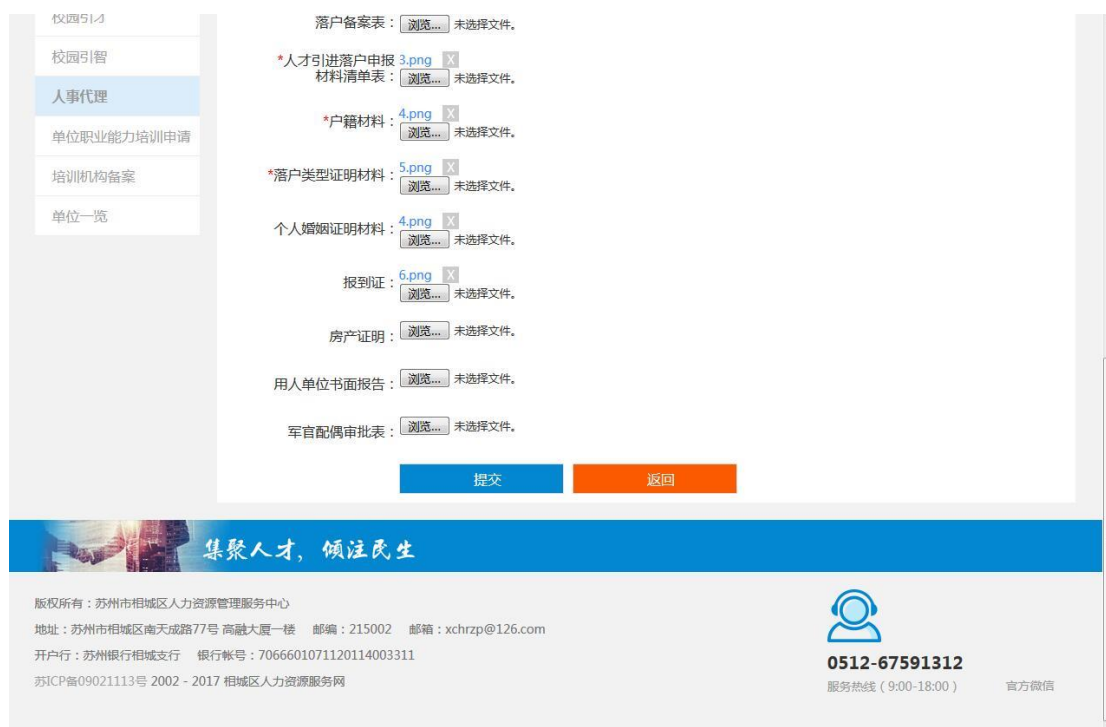 校园引才
校园引智
人事代理
单位职业能力培训申请
培训机构备案
单位一览
落户备案表： 浏览... 未选择文件。
*人才引进落户申报 3.png X
材料清单表： 浏览... 未选择文件。
*户籍材料： 4.png X
浏览... 未选择文件。
*落户类型证明材料： 5.png X
浏览... 未选择文件。
个人婚姻证明材料： 4.png X
浏览... 未选择文件。
报到证： 6.png X
浏览... 未选择文件。
房产证明： 浏览... 未选择文件。
用人单位书面报告： 浏览... 未选择文件。
军官配偶审批表： 浏览... 未选择文件。
提交 返回
集聚人才，倾注民生
版权所有：苏州市相城区人力资源管理服务中心
地址：苏州市相城区南天成路77号 高融大厦一楼 邮编：215002 邮箱：xchrzp@126.com
开户行：苏州银行相城支行 银行帐号：7066601071120114003311
苏ICP备09021113号 2002 - 2017 相城区人力资源服务网
0512-67591312
服务热线（9:00-18:00） 官方微信